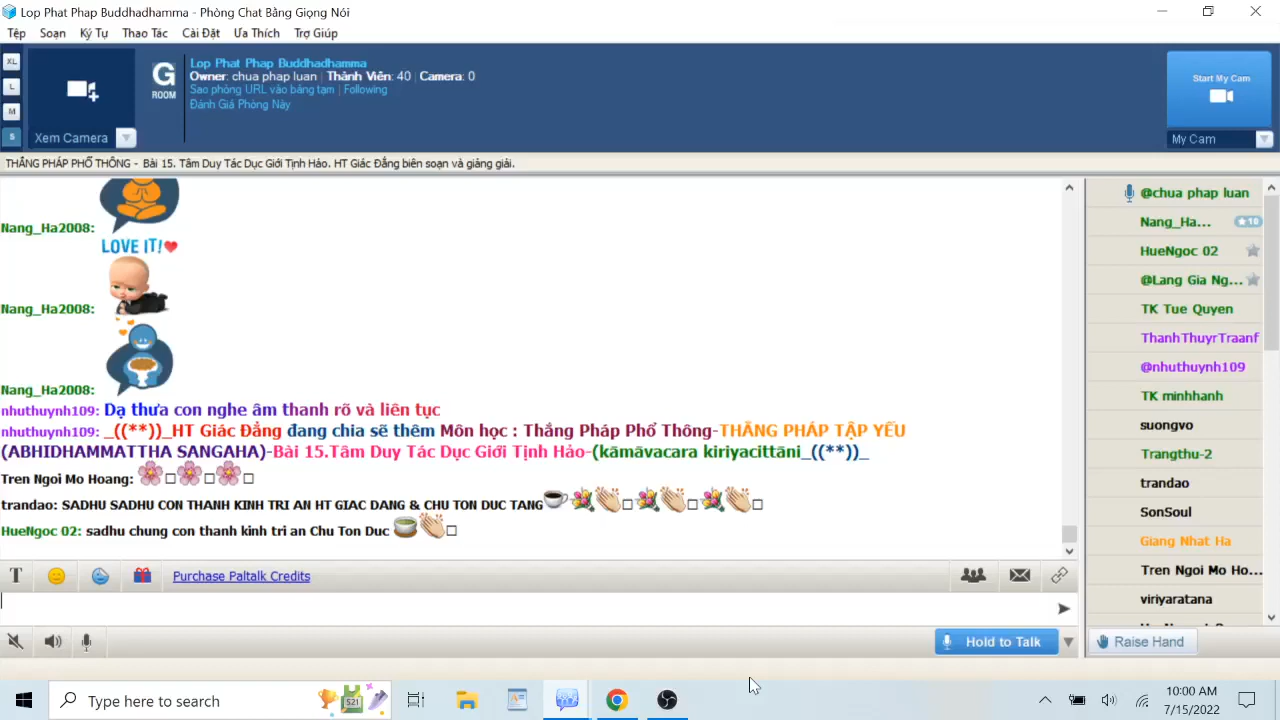 Lop Phat Phap Buddhadhamma - Phòng Chat Bằng Giọng Nói
Tệp Soạn Ký Tự Thao Tác Cài Đặt Ưa Thích Trợ Giúp
XL
L
M
S
Xem Camera
G
ROOM
Lop Phat Phap Buddhadhamma
Owner: chua phap luan | Thành Viên: 40 | Camera: 0
Sao phỏng URL vào bảng tạm | Following
Đánh Giá Phòng Này
Start My Cam
My Cam
THẮNG PHÁP PHỔ THÔNG - Bài 15. Tâm Duy Tác Dục Giới Tịnh Hảo. HT Giác Đẳng biên soạn và giảng giải.
Nang_Ha2008:
LOVE IT!
Nang_Ha2008:
Nang_Ha2008:
nhuthuynh109: Dạ thưa con nghe âm thanh rõ và liên tục
nhuthuynh109: _((**))_HT Giác Đẳng đang chia sẽ thêm Môn học : Thắng Pháp Phổ Thông-THẮNG PHÁP TẬP YẾU
(ABHIDHAMMATTHA SANGAHA)-Bài 15.Tâm Duy Tác Dục Giới Tịnh Hảo-(kāmāvacara kiriyacittāni_((**))_
Tren Ngoi Mo Hoang:
trandao: SADHU SADHU CON THANH KINH TRI AN HT GIAC DANG & CHU TON DUC TANG
HueNgoc 02: sadhu chung con thanh kinh tri an Chu Ton Duc
@chua phap luan
Nang_Ha... ★10
HueNgoc 02
@Lang Gia Ng...
TK Tue Quyen
ThanhThuyrTraanf
@nhuthuynh109
TK minhhanh
suongvo
Trangthu-2
trandao
SonSoul
Giang Nhat Ha
Tren Ngoi Mo Ho...
viriyaratana
T Purchase Paltalk Credits
Hold to Talk
Raise Hand
Type here to search
S21
10:00 AM
7/15/2022